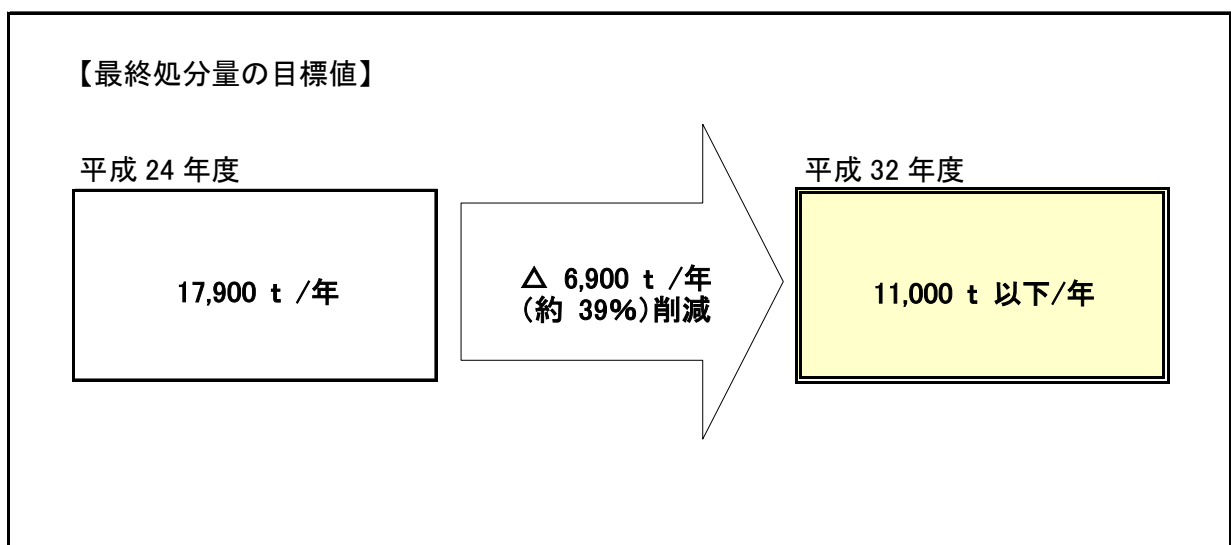 【最終処分量の目標値】
平成 24 年度
17,900 t /年
△ 6,900 t /年
(約 39%)削減
平成 32 年度
11,000 t 以下/年